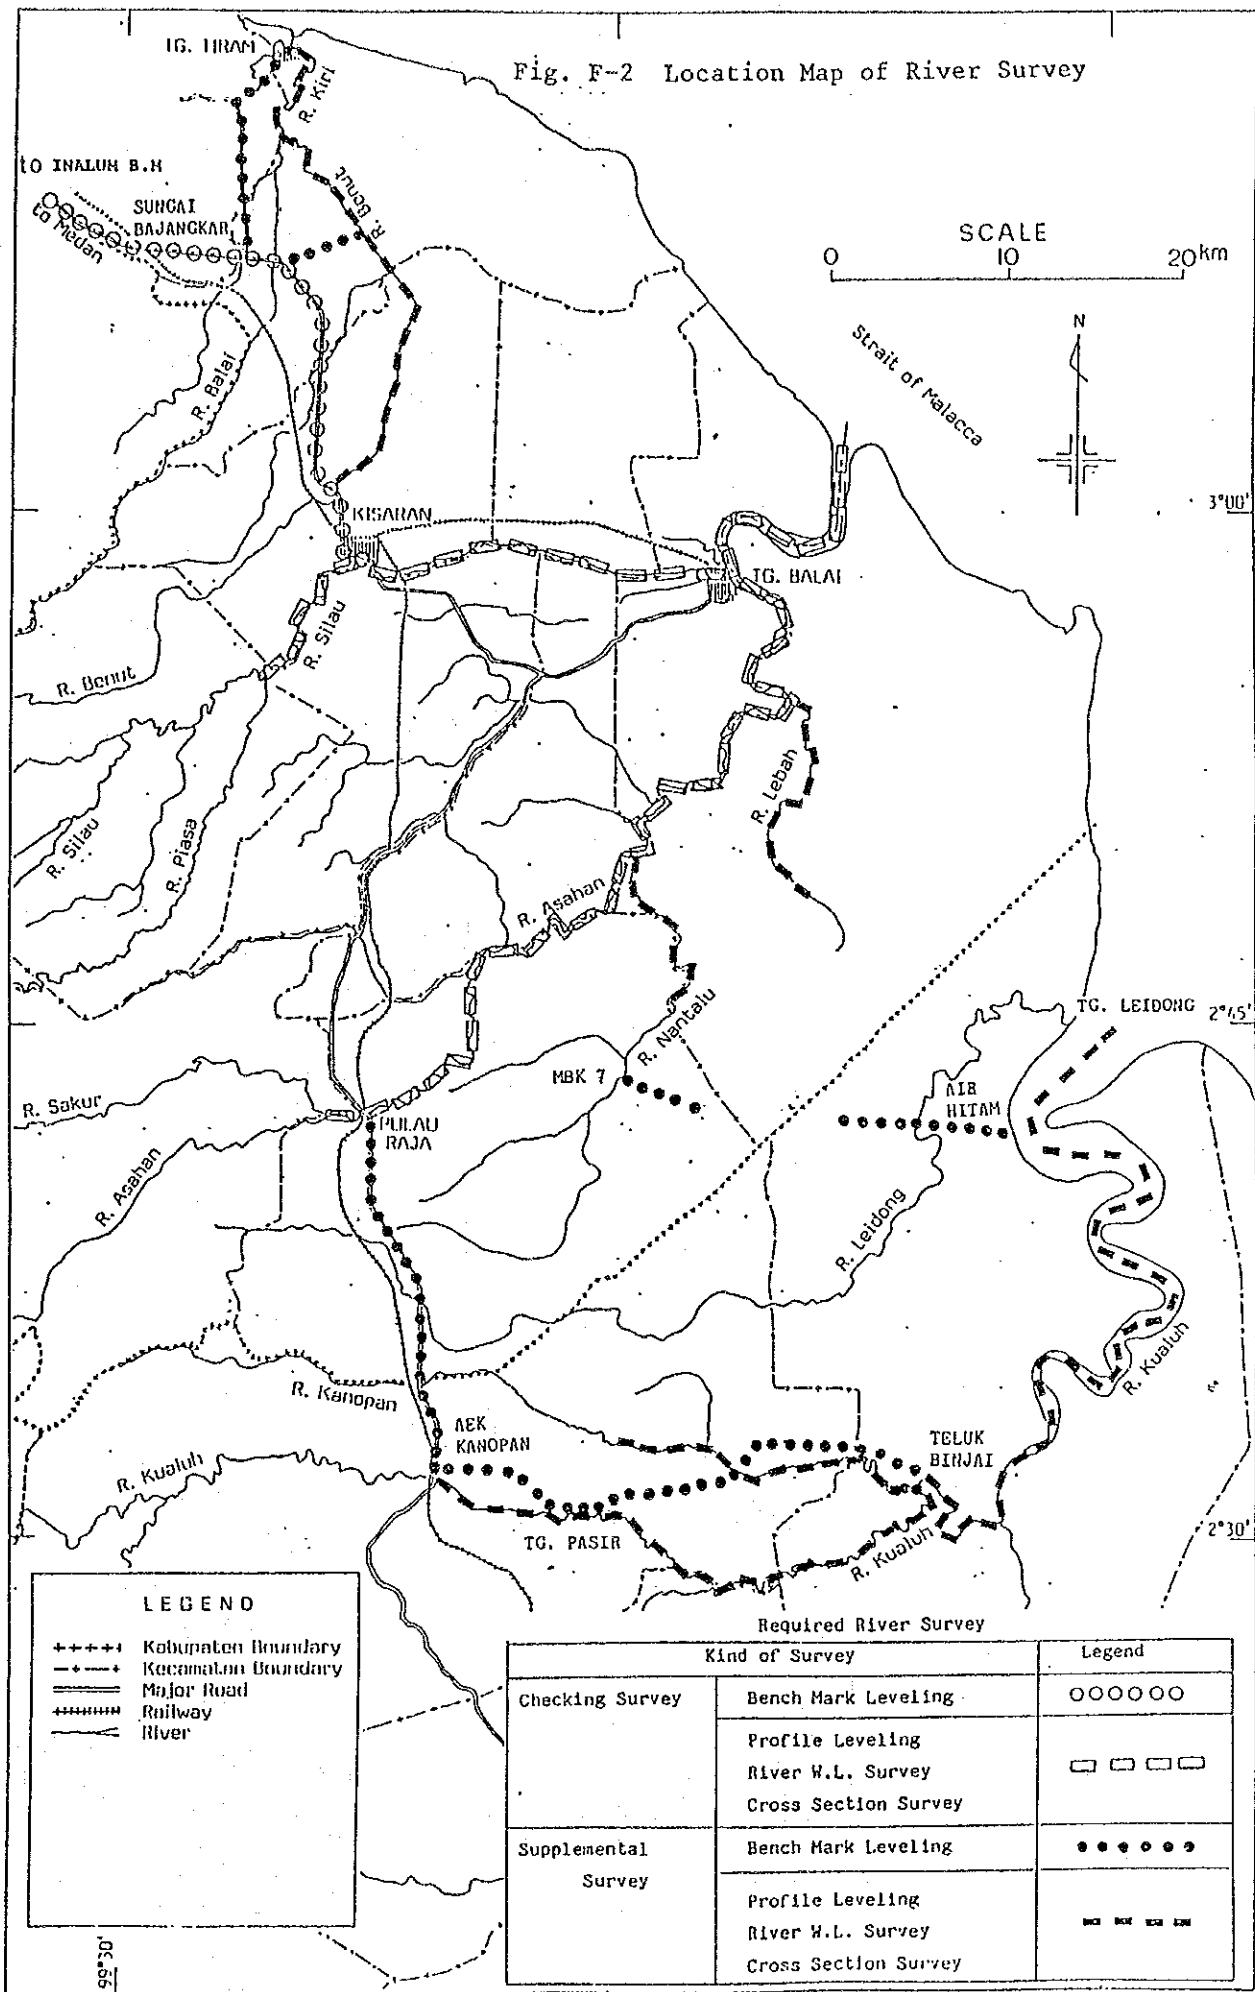 Fig. F-2 Location Map of River Survey
TG. TIRAM
R. Kiri
to INALUM B.M
SUNGAI
BAJANGKAR
to Medan
R. Benut
SCALE
0 10 20km
Strait of Malacca
N
R. Balai
3°00'
KISARAN
TG. BALAI
R. Silau
R. Benut
R. Lebah
R. Silau
R. Piasa
R. Asahan
TG. LEIDONG
2°45'
R. Nantalu
MBK 7
AIR
HITAM
R. Sakur
PULAU
RAJA
R. Asahan
R. Leidong
R. Kualuh
R. Kanopan
AEK
KANOPAN
TELUK
BINJAI
R. Kualuh
TG. PASIR
R. Kualuh
2°30'
LEGEND
Kabupaten Boundary
Kecamatan Boundary
Major Road
Railway
River
Required River Survey
Kind of Survey Legend
Checking Survey Bench Mark Leveling
Profile Leveling
River W.L. Survey
Cross Section Survey
Supplemental Bench Mark Leveling
Survey
Profile Leveling
River W.L. Survey
Cross Section Survey
99°30'